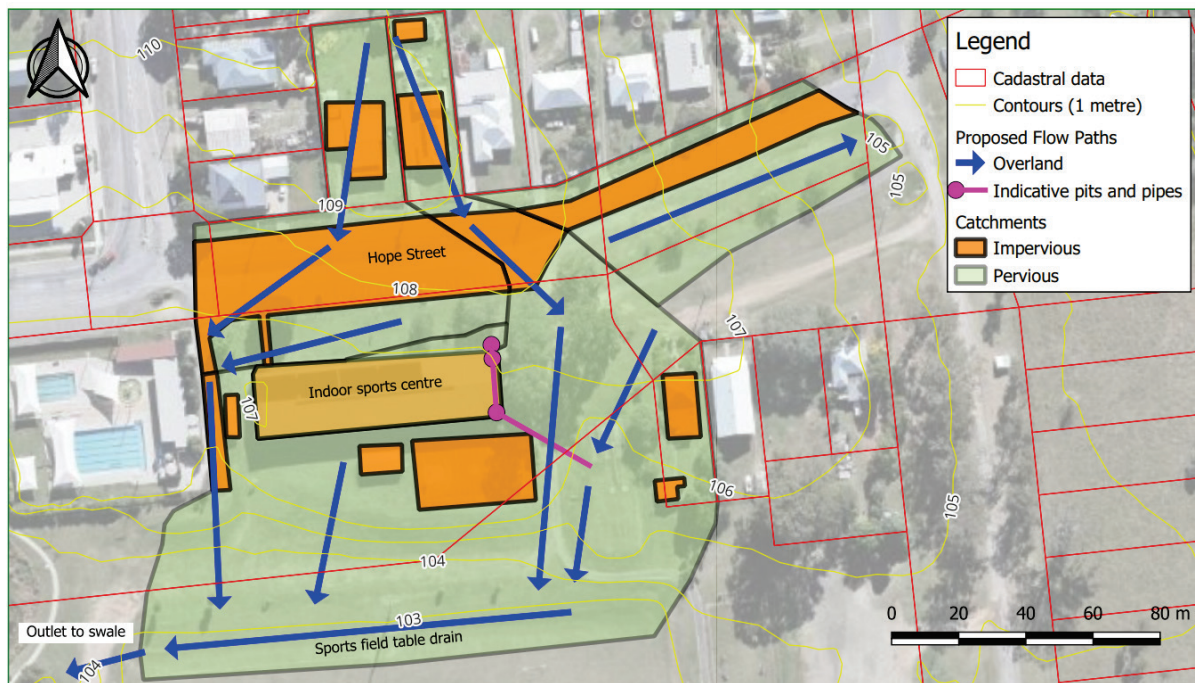 110
109
Hope Street
108
Indoor sports centre
107
107
106
105
105
105
104
103
Sports field table drain
Outlet to swale
104
Legend
Cadastral data
Contours (1 metre)
Proposed Flow Paths
Overland
Indicative pits and pipes
Catchments
Impervious
Pervious
0 20 40 60 80 m